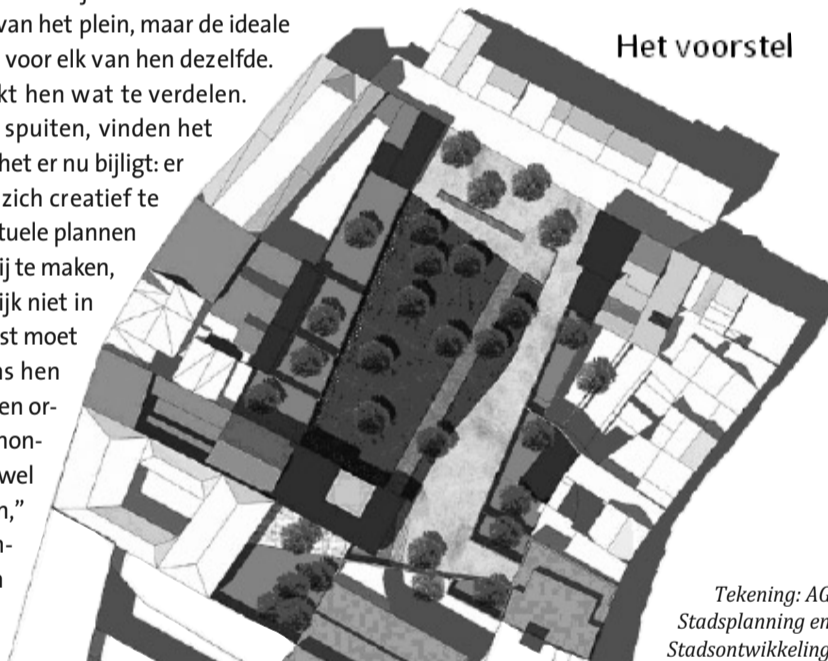 van het plein, maar de ideale
voor elk van hen dezelfde.
kt hen wat te verdelen.
spuiten, vinden het
het er nu bijligt: er
zich creatief te
tuele plannen
ij te maken,
ijk niet in
st moet
ns hen
en or-
non-
wel
n,”
n-
Het voorstel
Tekening: AG
Stadsplanning en
Stadsontwikkeling